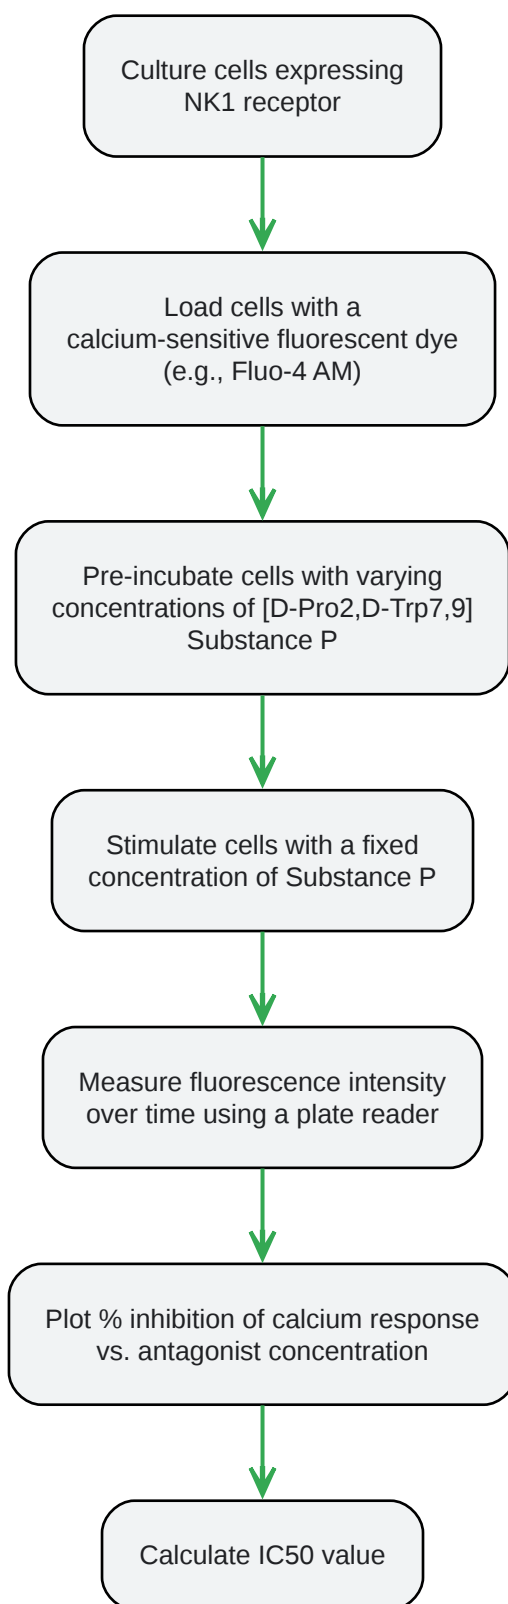 Culture cells expressing
NK1 receptor
Load cells with a
calcium-sensitive fluorescent dye
(e.g., Fluo-4 AM)
Pre-incubate cells with varying
concentrations of [D-Pro2,D-Trp7,9]
Substance P
Stimulate cells with a fixed
concentration of Substance P
Measure fluorescence intensity
over time using a plate reader
Plot % inhibition of calcium response
vs. antagonist concentration
Calculate IC50 value